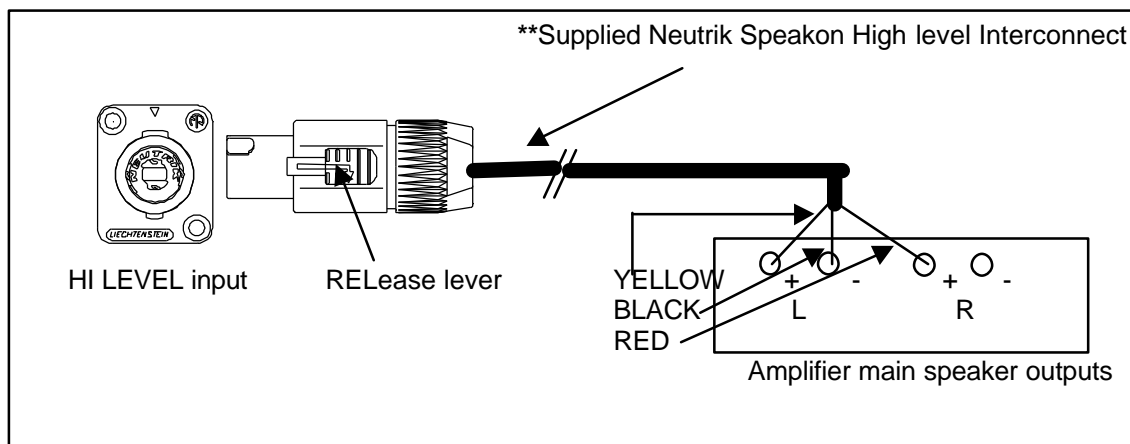 **Supplied Neutrik Speakon High level Interconnect
NEUTRIK
LIECHTENSTEIN
HI LEVEL input
RELease lever
YELLOW
BLACK
RED
+ - + -
L R
Amplifier main speaker outputs